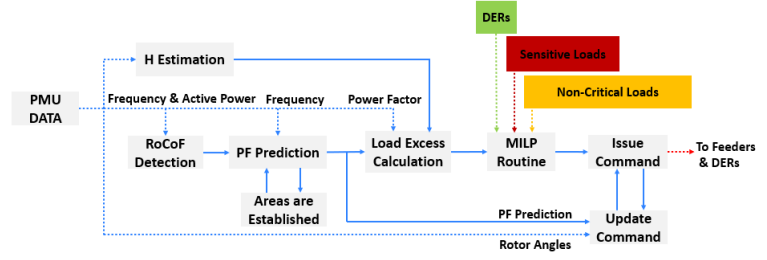 DERs
Sensitive Loads
H Estimation
Non-Critical Loads
PMU
DATA
Frequency & Active Power
Frequency
Power Factor
RoCoF
Detection
PF Prediction
Load Excess
Calculation
MILP
Routine
Issue
Command
To Feeders
& DERs
Areas are
Established
PF Prediction
Update
Command
Rotor Angles